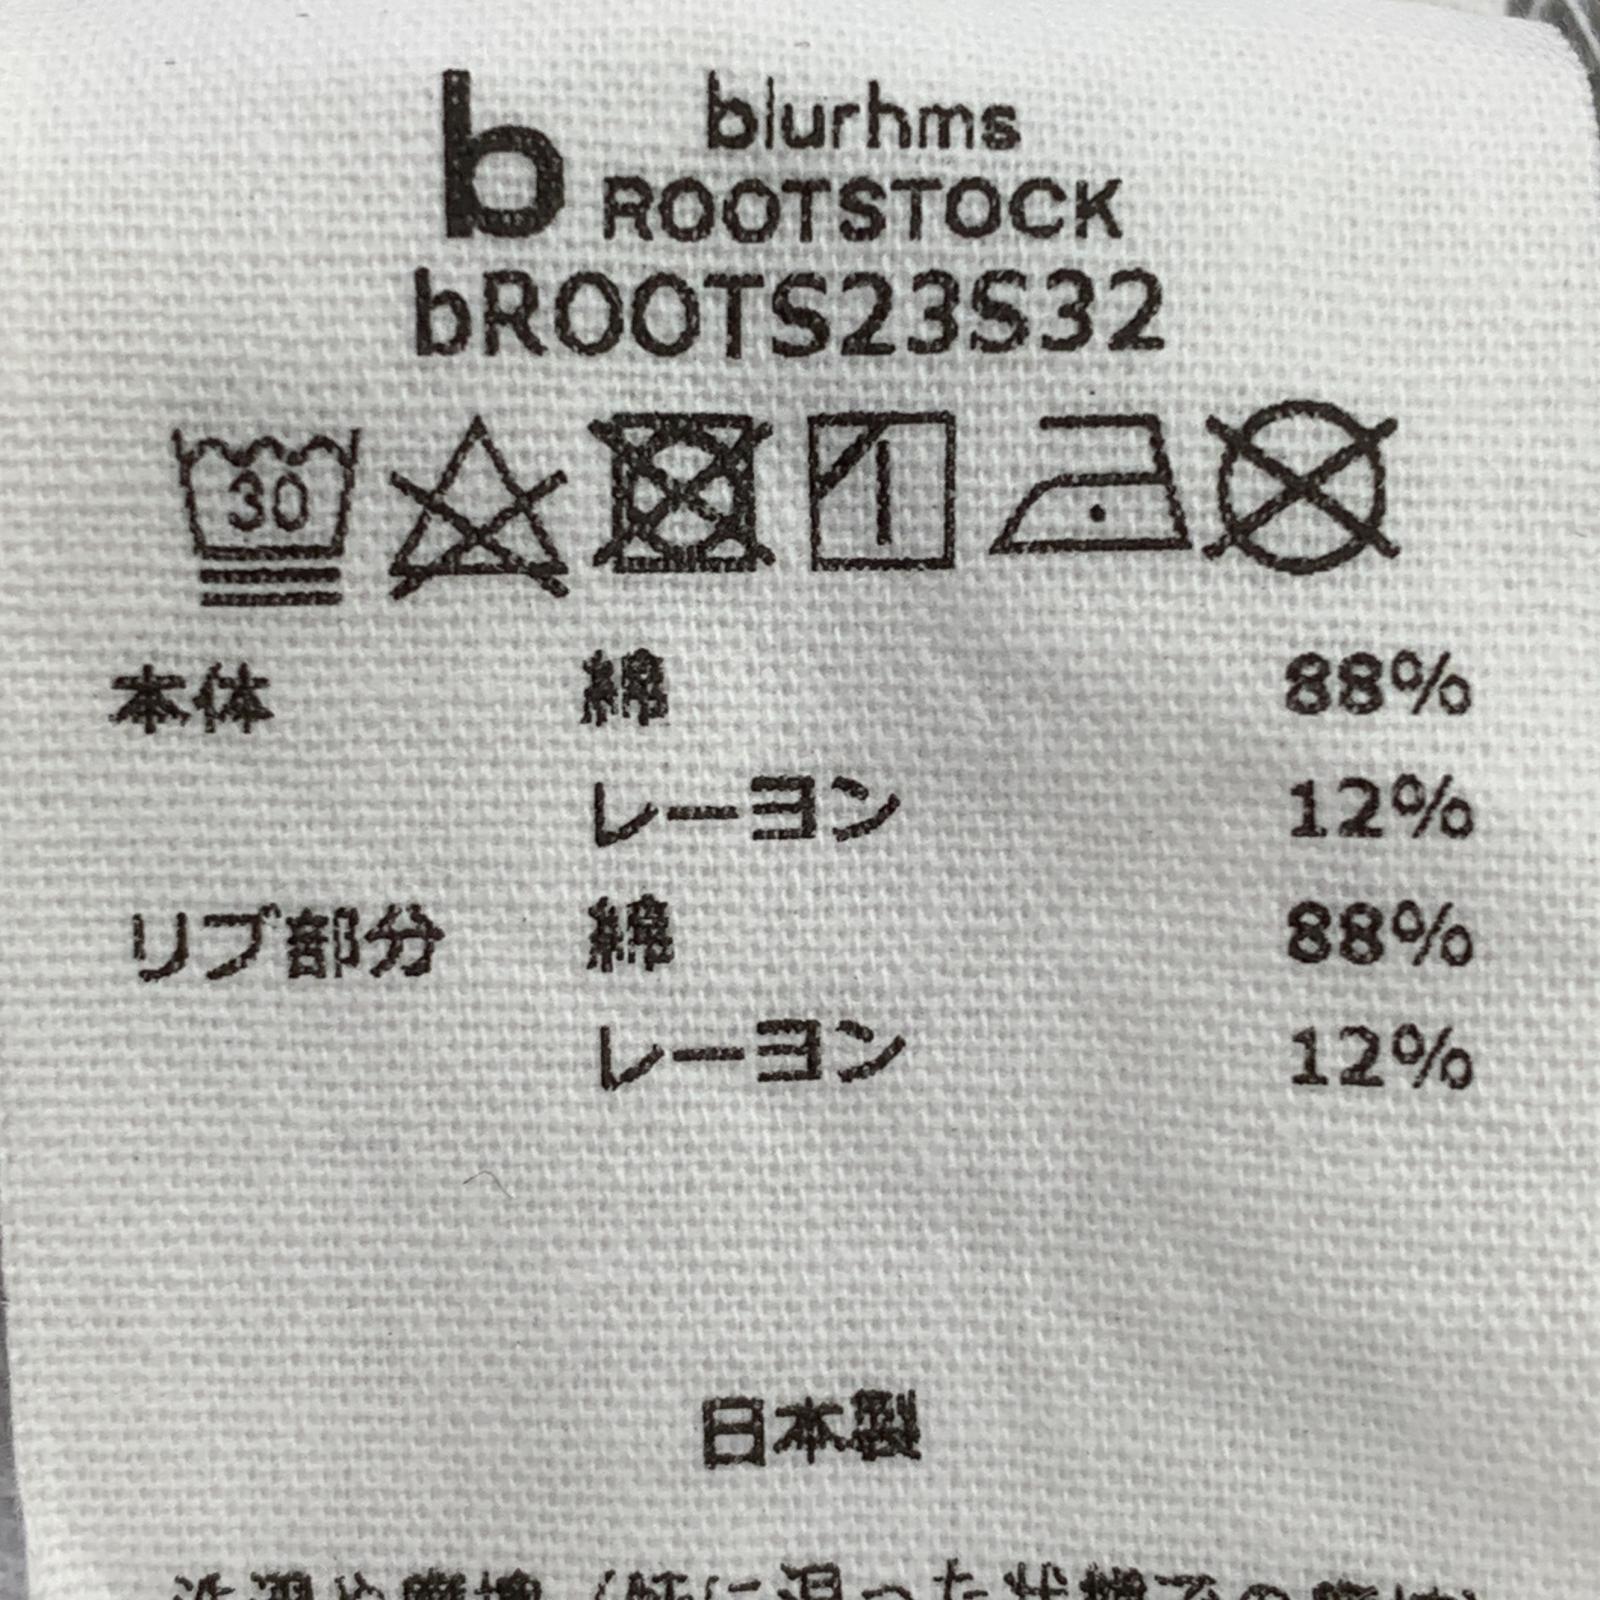 b blurhms
ROOTSTOCK
bROOTS23S32
30
本体 綿 88%
レーヨン 12%
リブ部分 綿 88%
レーヨン 12%
日本製